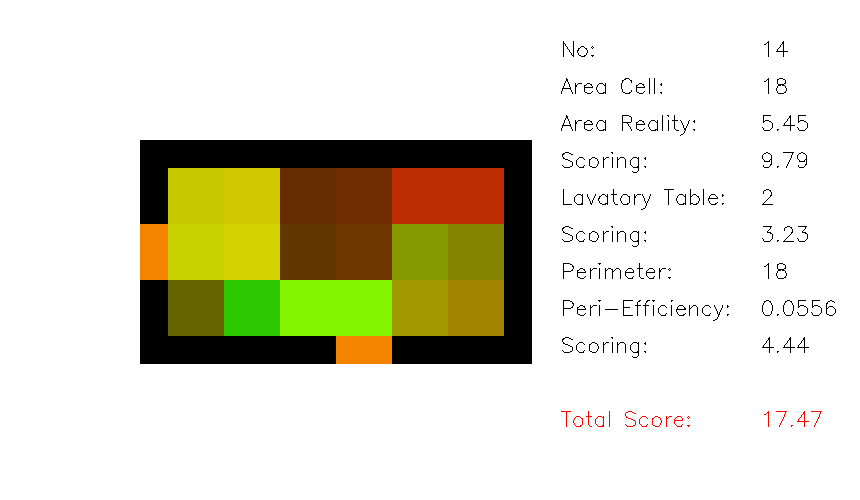 No: 14
Area Cell: 18
Area Reality: 5.45
Scoring: 9.79
Lavatory Table: 2
Scoring: 3.23
Perimeter: 18
Peri-Efficiency: 0.0556
Scoring: 4.44
Total Score: 17.47